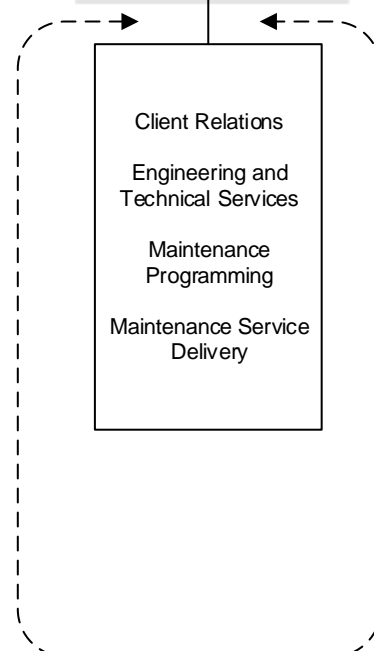 Client Relations
Engineering and
Technical Services
Maintenance
Programming
Maintenance Service
Delivery